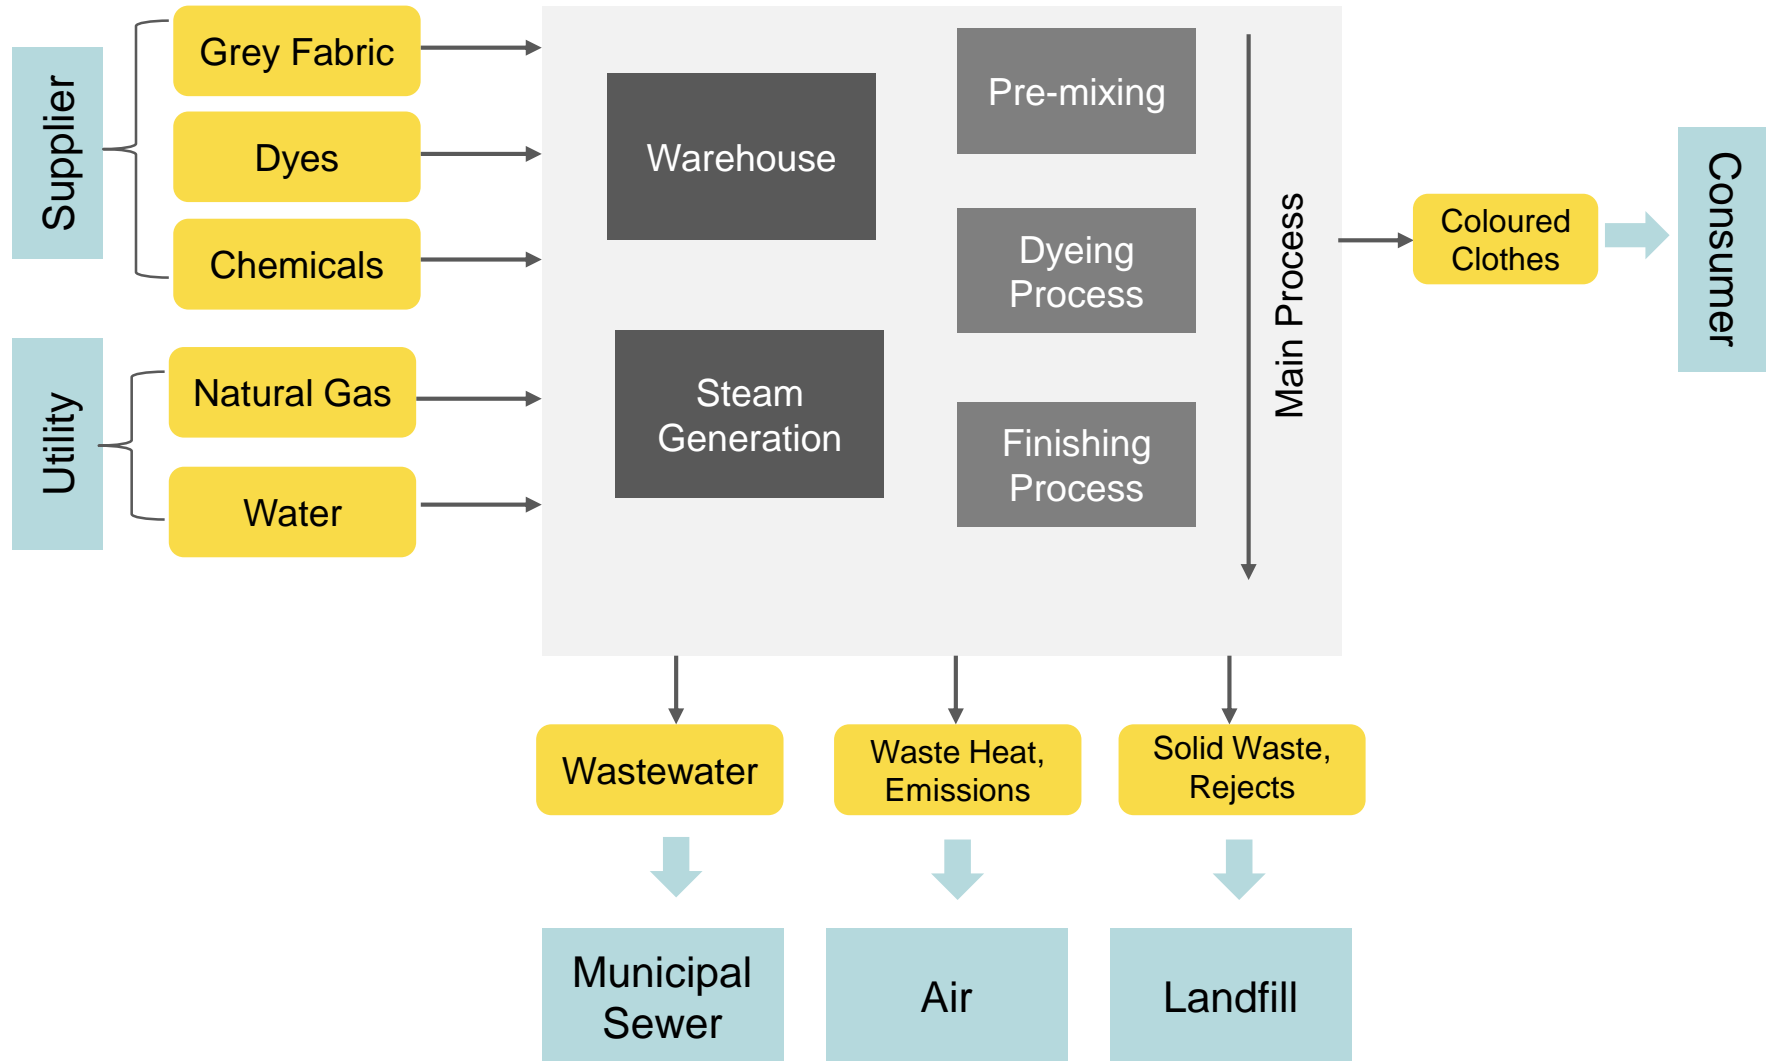 Supplier
Grey Fabric
Dyes
Chemicals
Utility
Natural Gas
Water
Warehouse
Steam
Generation
Pre-mixing
Dyeing
Process
Finishing
Process
Main Process
Coloured
Clothes
Consumer
Wastewater
Waste Heat,
Emissions
Solid Waste,
Rejects
Municipal
Sewer
Air
Landfill